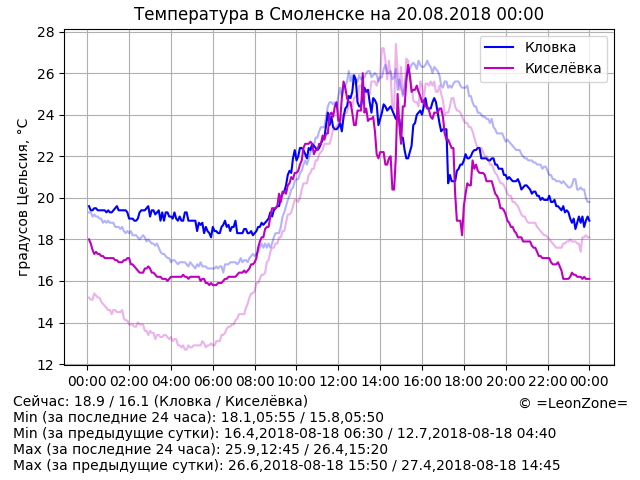 Температура в Смоленске на 20.08.2018 00:00
28
26
24
22
20
18
16
14
12
градусов Цельсия, °C
Кловка
Киселёвка
00:00 02:00 04:00 06:00 08:00 10:00 12:00 14:00 16:00 18:00 20:00 22:00 00:00
Сейчас: 18.9 / 16.1 (Кловка / Киселёвка)
© =LeonZone=
Min (за последние 24 часа): 18.1,05:55 / 15.8,05:50
Min (за предыдущие сутки): 16.4,2018-08-18 06:30 / 12.7,2018-08-18 04:40
Max (за последние 24 часа): 25.9,12:45 / 26.4,15:20
Max (за предыдущие сутки): 26.6,2018-08-18 15:50 / 27.4,2018-08-18 14:45